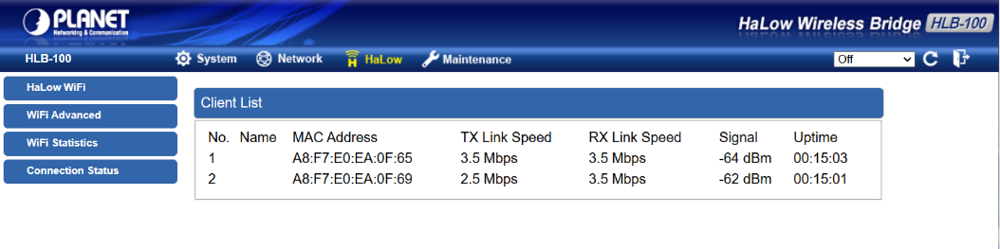 PLANET
Networking & Communication
HaLow Wireless Bridge HLB-100
HLB-100 System Network HaLow Maintenance Off
HaLow WiFi
WiFi Advanced
WiFi Statistics
Connection Status
Client List
No. Name MAC Address TX Link Speed RX Link Speed Signal Uptime
1 A8:F7:E0:EA:0F:65 3.5 Mbps 3.5 Mbps -64 dBm 00:15:03
2 A8:F7:E0:EA:0F:69 2.5 Mbps 3.5 Mbps -62 dBm 00:15:01